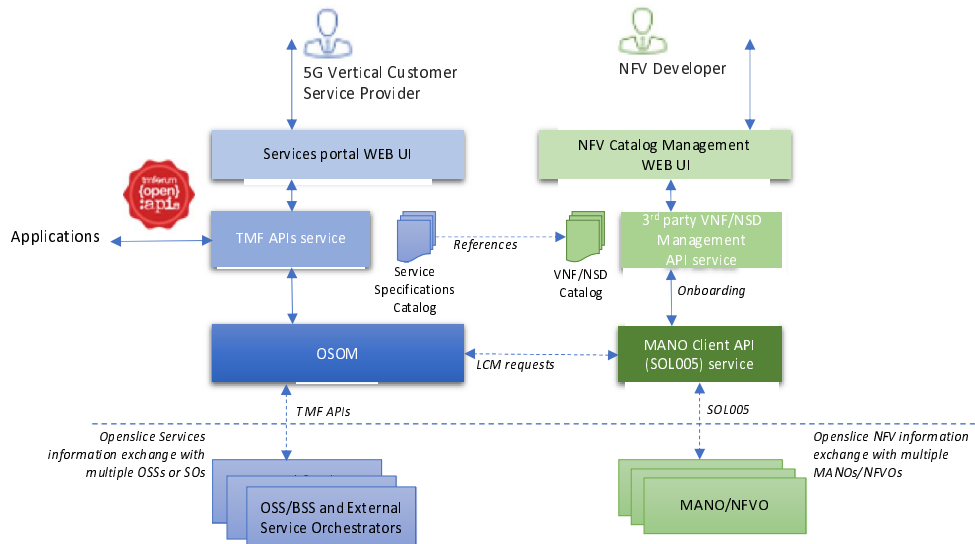 5G Vertical Customer
Service Provider
NFV Developer
Services portal WEB UI
NFV Catalog Management
WEB UI
tmforum
{open}
:apis
Applications
TMF APIs service
References
3rd party VNF/NSD
Management
API service
Service
Specifications
Catalog
VNF/NSD
Catalog
Onboarding
OSOM
LCM requests
MANO Client API
(SOL005) service
TMF APIs
SOL005
Openslice Services
information exchange with
multiple OSSs or SOs
Openslice NFV information
exchange with multiple
MANOs/NFVOs
OSS/BSS and External
Service Orchestrators
MANO/NFVO